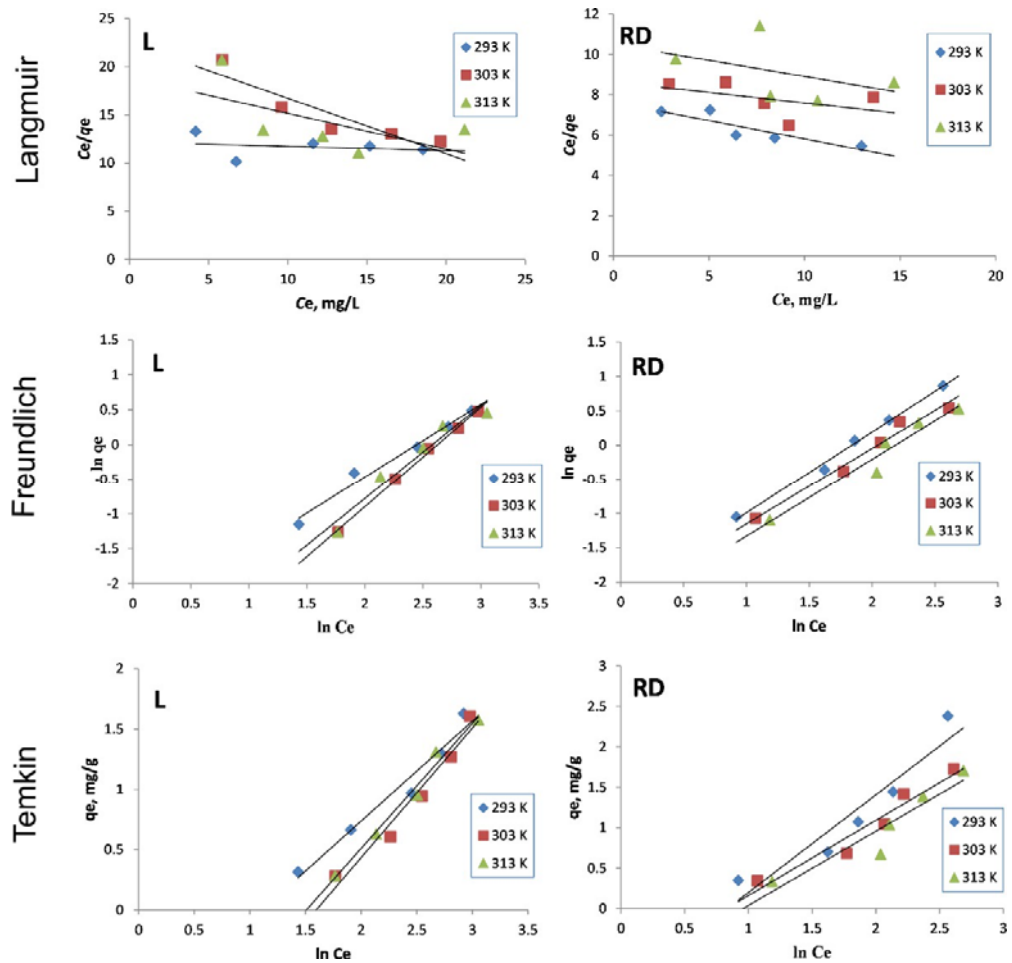 Langmuir
L
25
20
15
10
5
0
Ce/qe
0 5 10 15 20 25
Ce, mg/L
293 K
303 K
313 K
RD
12
10
8
6
4
2
0
Ce/qe
0 5 10 15 20
Ce, mg/L
293 K
303 K
313 K
Freundlich
L
1.5
1
0.5
0
-0.5
-1
-1.5
-2
ln qe
0 0.5 1 1.5 2 2.5 3 3.5
ln Ce
293 K
303 K
313 K
RD
1.5
1
0.5
0
-0.5
-1
-1.5
-2
ln qe
0 0.5 1 1.5 2 2.5 3
ln Ce
293 K
303 K
313 K
Temkin
L
2
1.5
1
0.5
0
qe, mg/g
0 0.5 1 1.5 2 2.5 3 3.5
ln Ce
293 K
303 K
313 K
RD
3
2.5
2
1.5
1
0.5
0
qe, mg/g
0 0.5 1 1.5 2 2.5 3
ln Ce
293 K
303 K
313 K